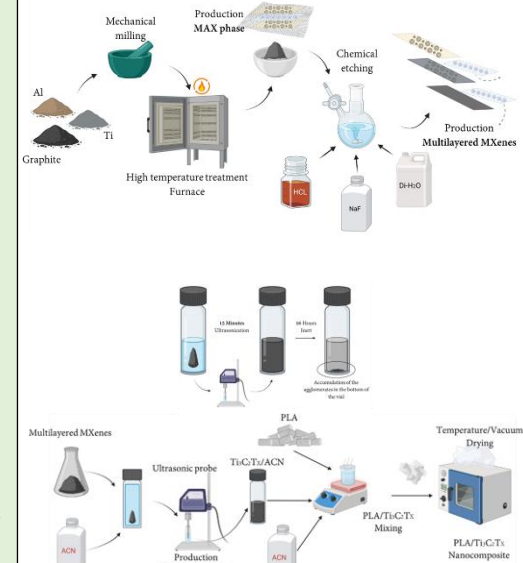 Production
MAX phase
Mechanical
milling
Chemical
etching
Al
Ti
Graphite
High temperature treatment
Furnace
Production
Multilayered MXenes
HCL
NaF
Di-H2O
15 Minutes
Ultrasonication
Hours
Inert
Accumulation of the
agglomerates in the bottom of
the vial
PLA
Multilayered MXenes
Ultrasonic probe
Ti₃C₂Tx/ACN
Temperature/Vacuum
Drying
PLA/Ti₃C₂Tx
Mixing
ACN
Production
ACN
PLA/Ti₃C₂Tx
Nanocomposite